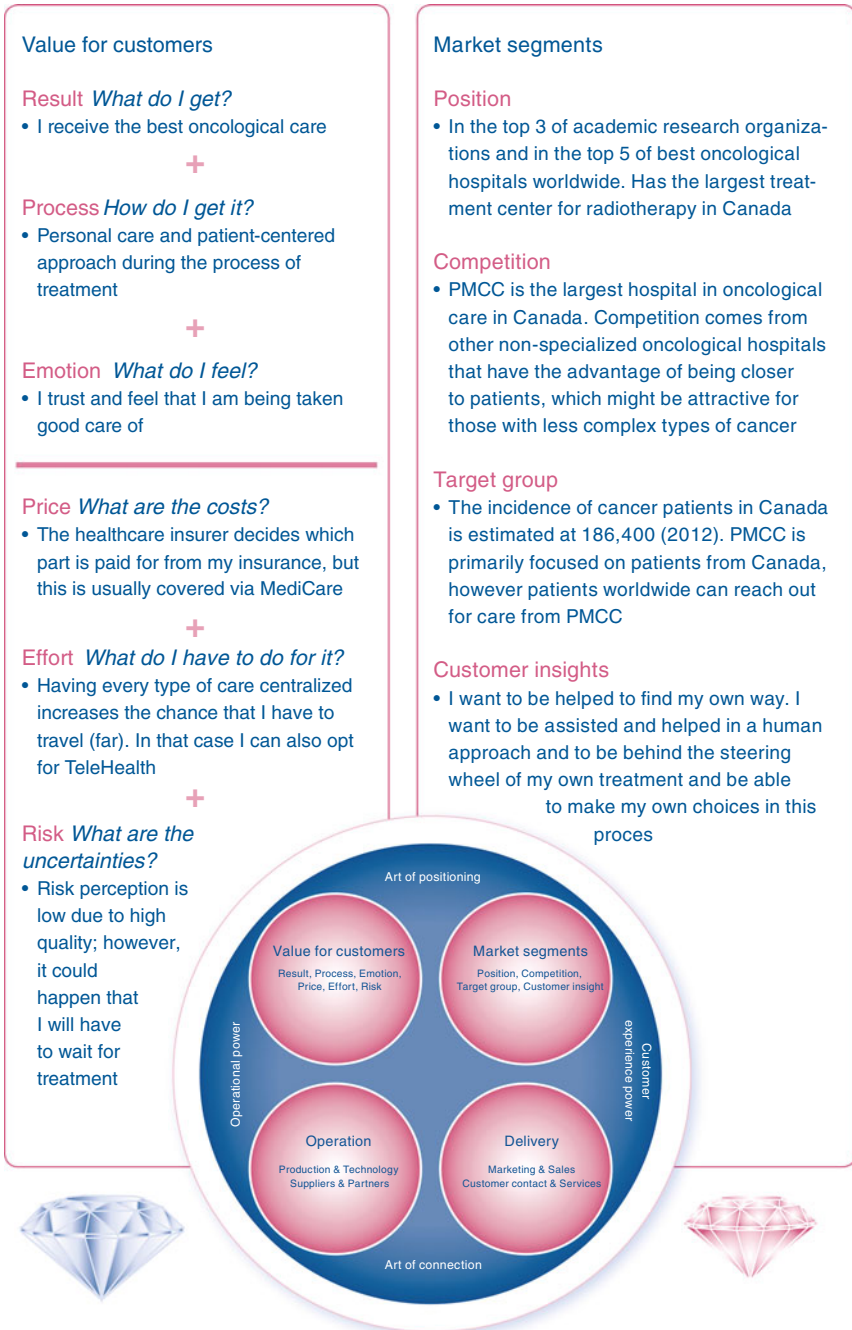 Value for customers
Result What do I get?
• I receive the best oncological care
+
Process How do I get it?
• Personal care and patient-centered
approach during the process of
treatment
+
Emotion What do I feel?
• I trust and feel that I am being taken
good care of
Price What are the costs?
• The healthcare insurer decides which
part is paid for from my insurance, but
this is usually covered via MediCare
+
Effort What do I have to do for it?
• Having every type of care centralized
increases the chance that I have to
travel (far). In that case I can also opt
for TeleHealth
+
Risk What are the
uncertainties?
• Risk perception is
low due to high
quality; however,
it could
happen that
I will have
to wait for
treatment
Market segments
Position
• In the top 3 of academic research organiza-
tions and in the top 5 of best oncological
hospitals worldwide. Has the largest treat-
ment center for radiotherapy in Canada
Competition
• PMCC is the largest hospital in oncological
care in Canada. Competition comes from
other non-specialized oncological hospitals
that have the advantage of being closer
to patients, which might be attractive for
those with less complex types of cancer
Target group
• The incidence of cancer patients in Canada
is estimated at 186,400 (2012). PMCC is
primarily focused on patients from Canada,
however patients worldwide can reach out
for care from PMCC
Customer insights
• I want to be helped to find my own way. I
want to be assisted and helped in a human
approach and to be behind the steering
wheel of my own treatment and be able
to make my own choices in this
proces
Art of positioning
Value for customers
Result, Process, Emotion,
Price, Effort, Risk
Market segments
Position, Competition,
Target group, Customer insight
Operational power
Customer
experience power
Operation
Production & Technology
Suppliers & Partners
Delivery
Marketing & Sales
Customer contact & Services
Art of connection